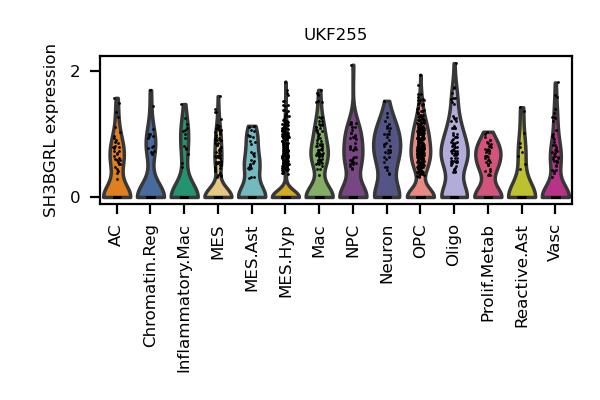 UKF255
SH3BGRL expression
2
0
AC
Chromatin.Reg
Inflammatory.Mac
MES
MES.Ast
MES.Hyp
Mac
NPC
Neuron
OPC
Oligo
Prolif.Metab
Reactive.Ast
Vasc